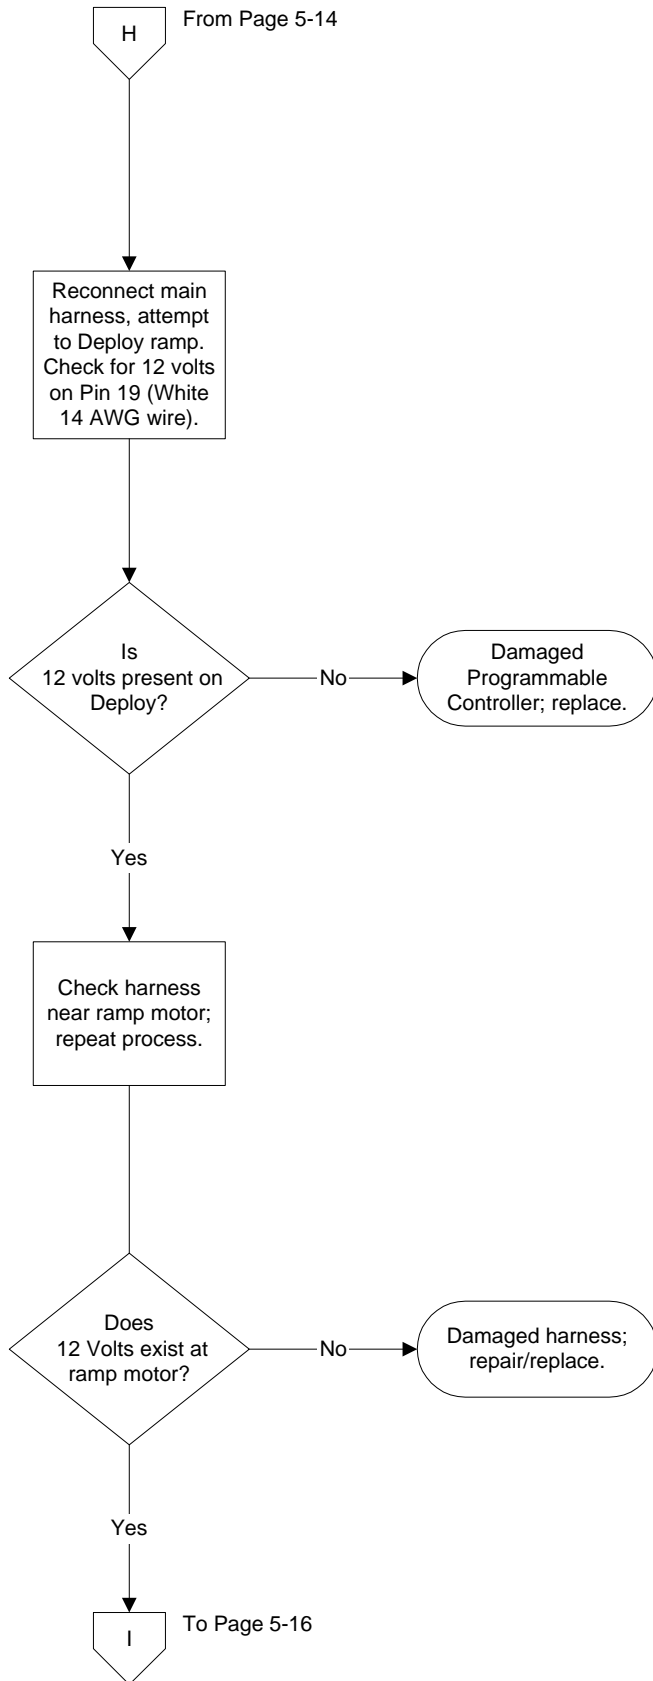 H
From Page 5-14
Reconnect main
harness, attempt
to Deploy ramp.
Check for 12 volts
on Pin 19 (White
14 AWG wire).
Is
12 volts present on
Deploy?
No
Damaged
Programmable
Controller; replace.
Yes
Check harness
near ramp motor;
repeat process.
Does
12 Volts exist at
ramp motor?
No
Damaged harness;
repair/replace.
Yes
I
To Page 5-16